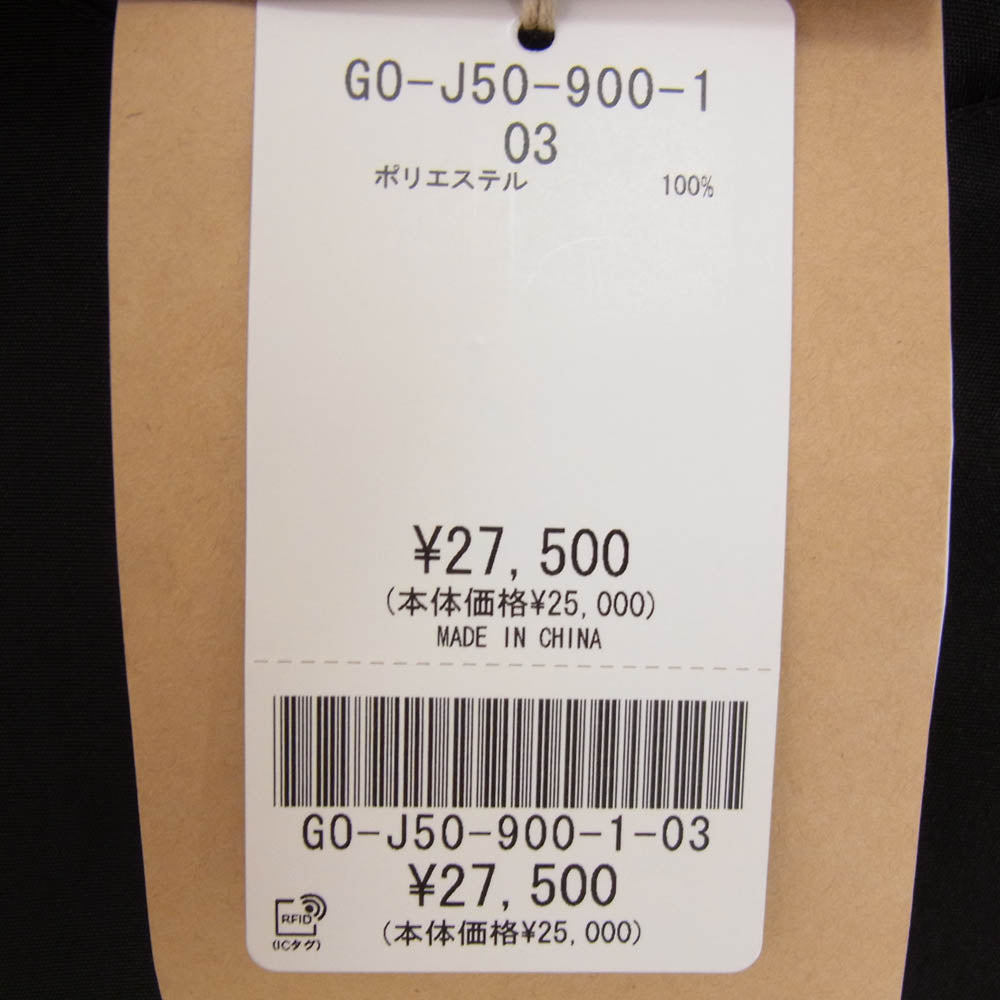 GO-J50-900-1
03
ポリエステル 100%
¥27,500
(本体価格¥25,000)
MADE IN CHINA
GO-J50-900-1-03
¥27,500
RFID
(ICタグ)
(本体価格¥25,000)